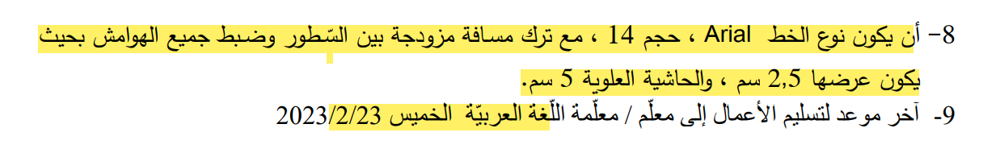 8- أن يكون نوع الخط Arial ، حجم 14 ، مع ترك مسافة مزدوجة بين السّطور وضبط جميع الهوامش بحيث
يكون عرضها 2,5 سم ، والحاشية العلوية 5 سم.
9- آخر موعد لتسليم الأعمال إلى معلّم / معلّمة اللّغة العربيّة الخميس 2023/2/23